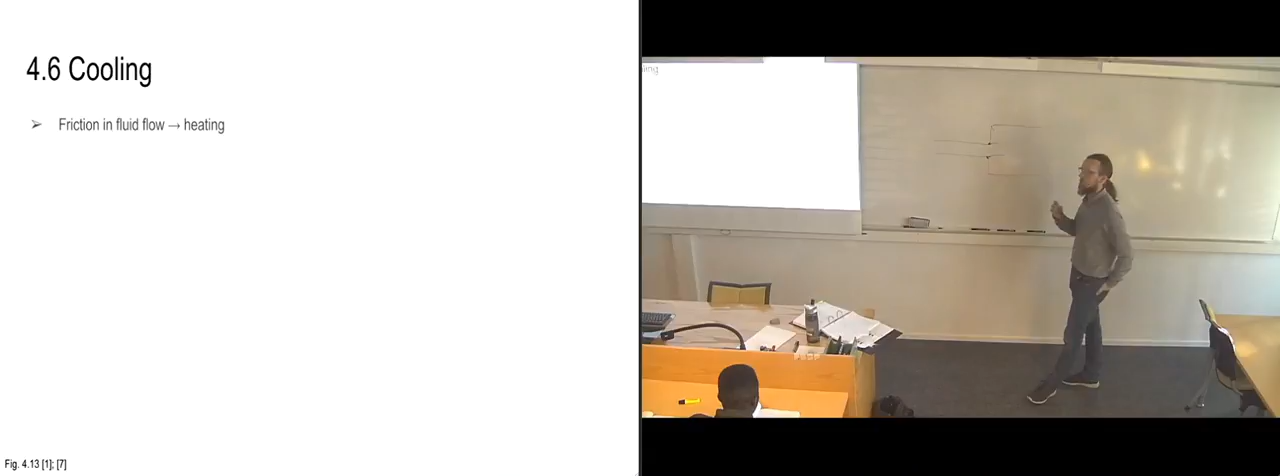 4.6 Cooling
➢ Friction in fluid flow → heating
Fig. 4.13 [1]; [7]